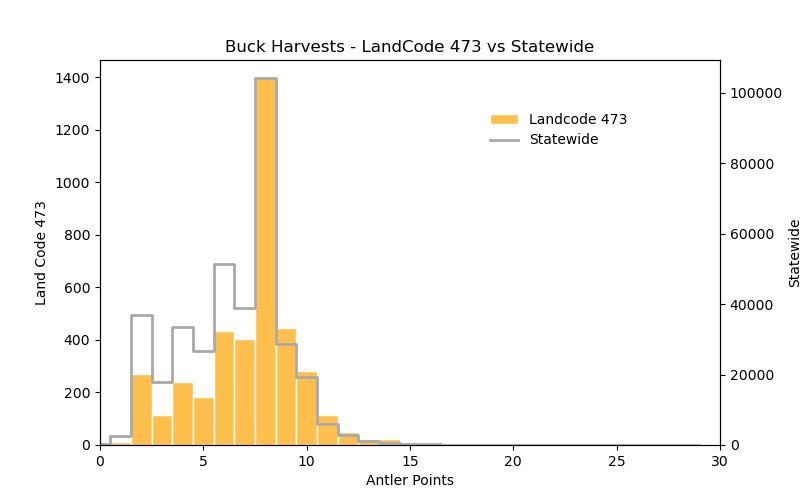 Buck Harvests - LandCode 473 vs Statewide
1400
1200
1000
800
600
400
200
0
Land Code 473
Landcode 473
Statewide
100000
80000
60000
40000
20000
0
Statewide
0 5 10 15 20 25 30
Antler Points